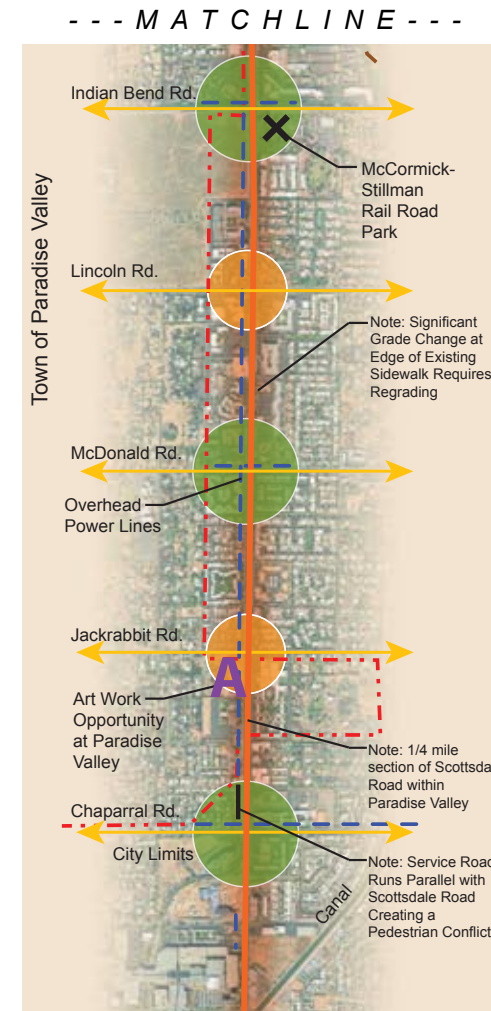 - - - M A T C H L I N E - - -
Indian Bend Rd.
McCormick-
Stillman
Rail Road
Park
Town of Paradise Valley
Lincoln Rd.
Note: Significant
Grade Change at
Edge of Existing
Sidewalk Requires
Regrading
McDonald Rd.
Overhead
Power Lines
Jackrabbit Rd.
A
Art Work
Opportunity
at Paradise
Valley
Note: 1/4 mile
section of Scottsda
Road within
Paradise Valley
Chaparral Rd.
City Limits
Note: Service Road
Runs Parallel with
Scottsdale Road
Creating a
Pedestrian Conflict
Canal